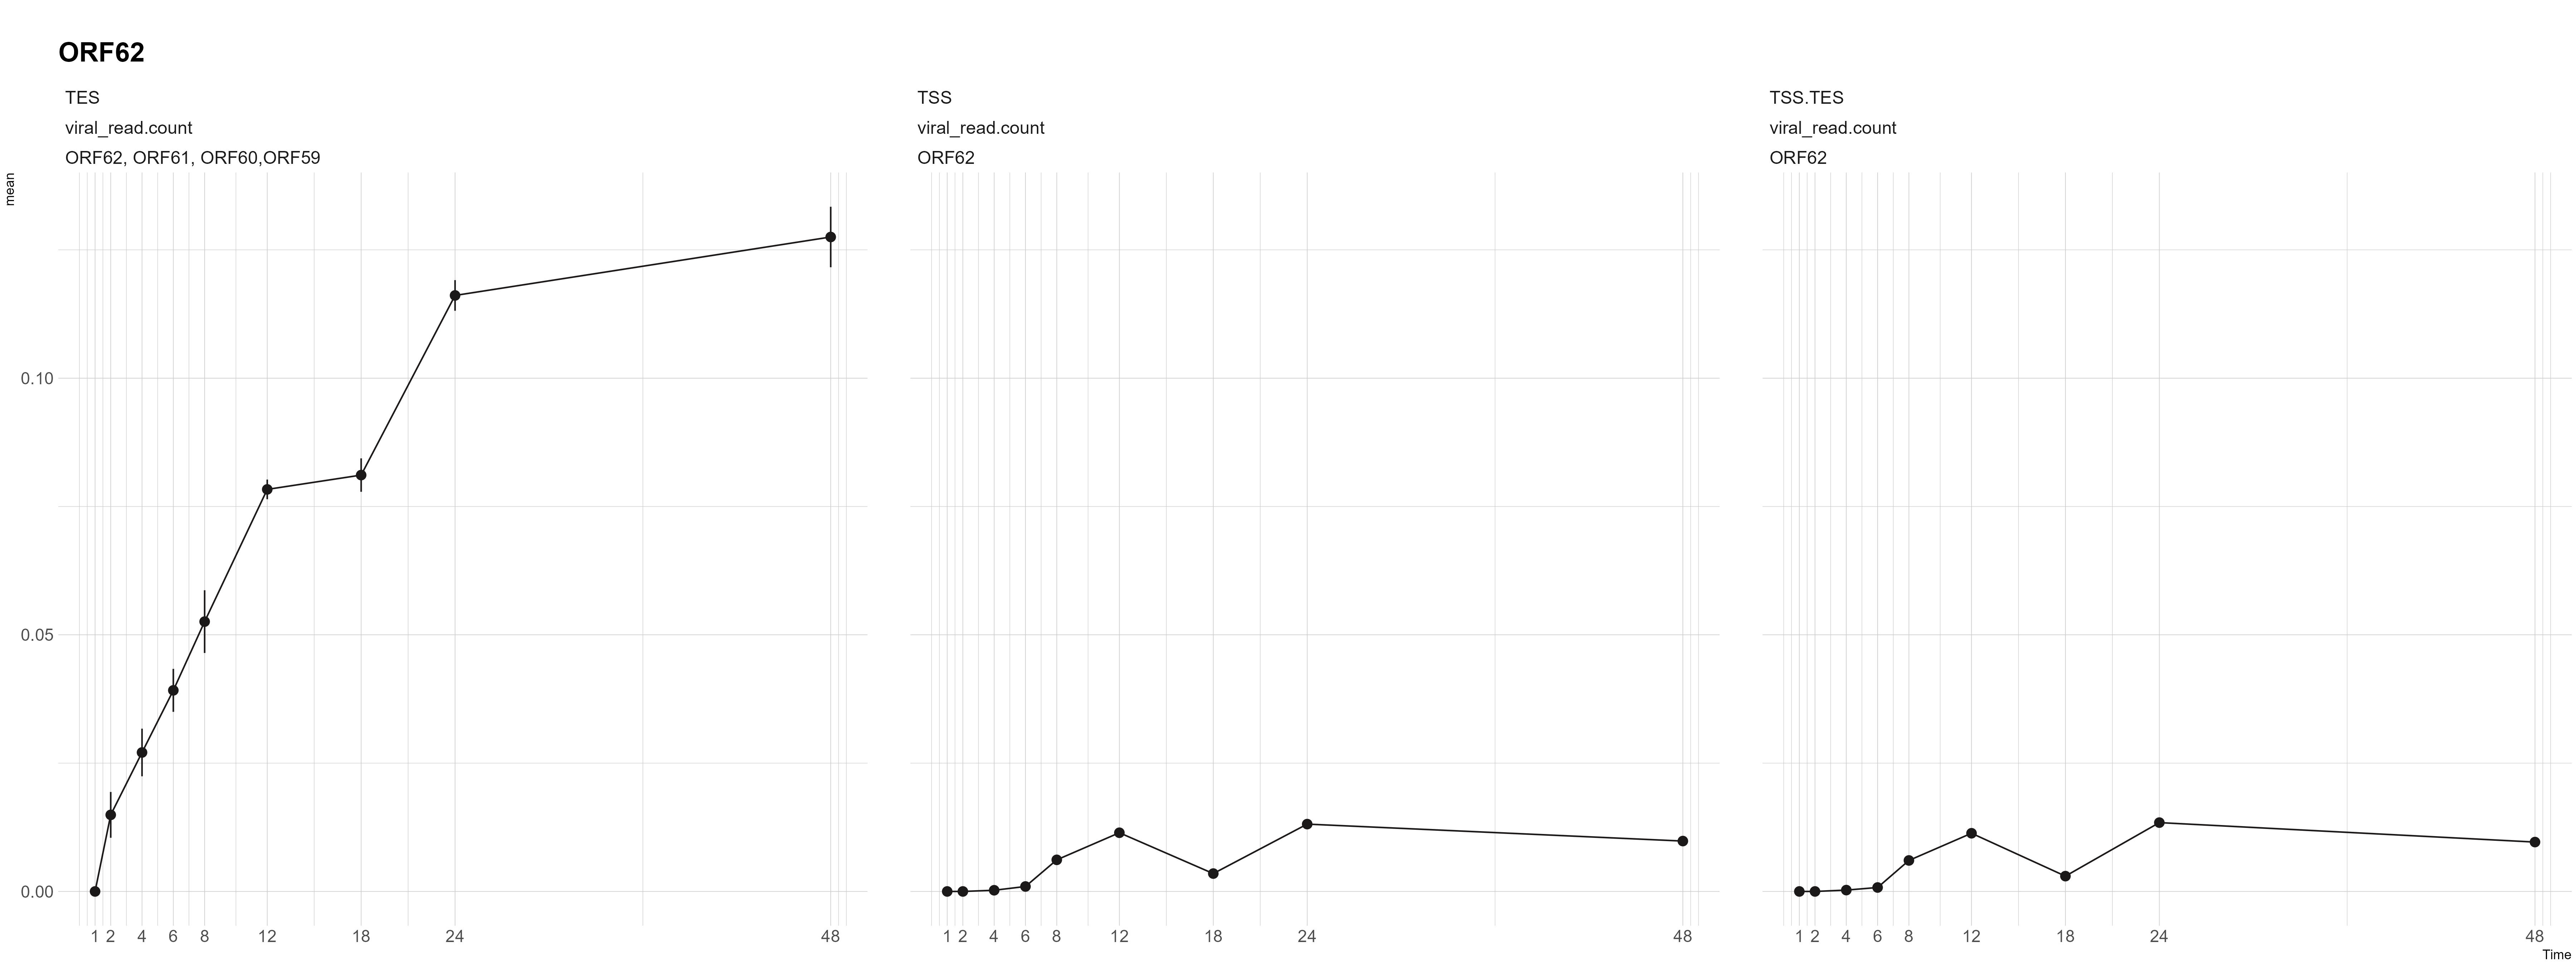 ORF62
TES
viral_read.count
ORF62, ORF61, ORF60,ORF59
TSS
viral_read.count
ORF62
TSS.TES
viral_read.count
ORF62
mean
0.10
0.05
0.00
1 2 4 6 8 12 18 24 48
1 2 4 6 8 12 18 24 48
1 2 4 6 8 12 18 24 48
Time